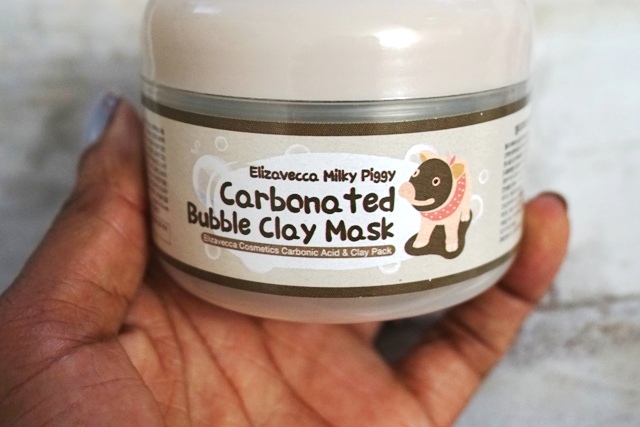 Elizavecca Milky Piggy
Carbonated
Bubble Clay Mask
Elizavecca Cosmetics Carbonic Acid & Clay Pack